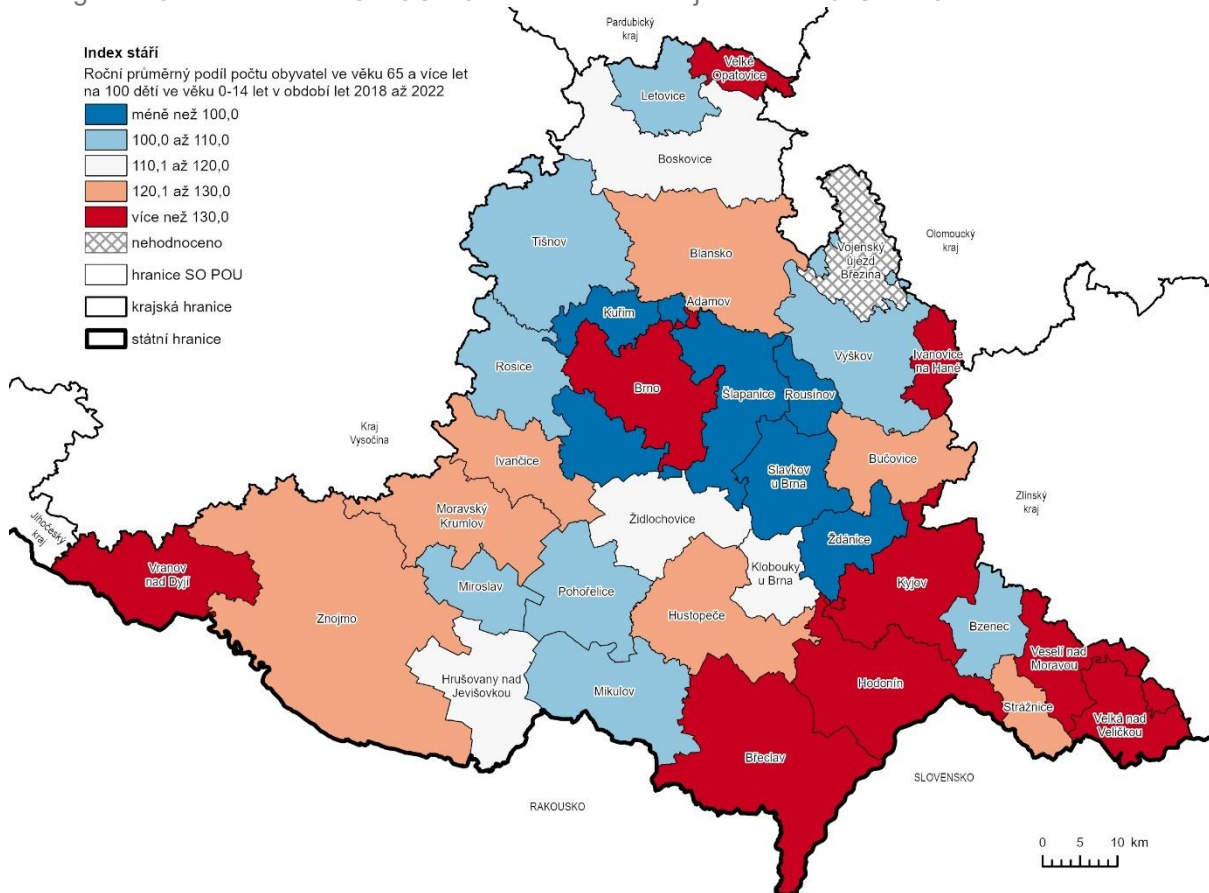 Pardubický
kraj
Index stáří
Roční průměrný podíl počtu obyvatel ve věku 65 a více let
na 100 dětí ve věku 0-14 let v období let 2018 až 2022
méně než 100,0
100,0 až 110,0
110,1 až 120,0
120,1 až 130,0
více než 130,0
nehodnoceno
hranice SO POU
krajská hranice
státní hranice
Velké
Opatovice
Letovice
Boskovice
Olomoucký
kraj
Tišnov
Blansko
Vojenský
újezd
Březina
Adamov
Kuřim
Vyškov
Ivanovice
na Hané
Rosice
Brno
Šlapanice
Rousínov
Kraj
Vysočina
Ivančice
Bučovice
Slavkov
u Brna
Zlínský
kraj
Jihočeský
kraj
Moravský
Krumlov
Židlochovice
Ždánice
Vranov
nad Dyjí
Miroslav
Pohořelice
Klobouky
u Brna
Kyjov
Znojmo
Hustopeče
Bzenec
Veselí nad
Moravou
Hrušovany nad
Jevišovkou
Mikulov
Hodonín
Strážnice
Velká nad
Veličkou
Břeclav
SLOVENSKO
RAKOUSKO
0 5 10 km